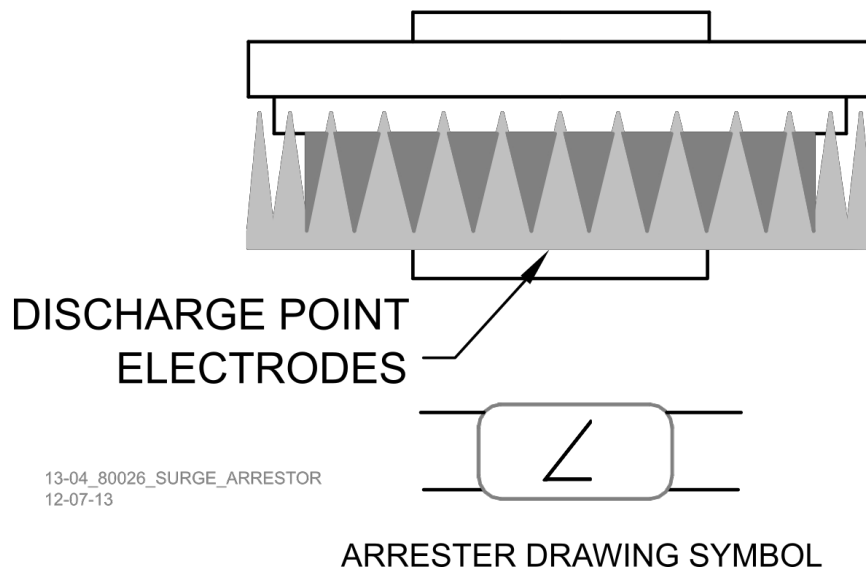 DISCHARGE POINT
ELECTRODES
13-04_80026_SURGE_ARRESTOR
12-07-13
ARRESTER DRAWING SYMBOL